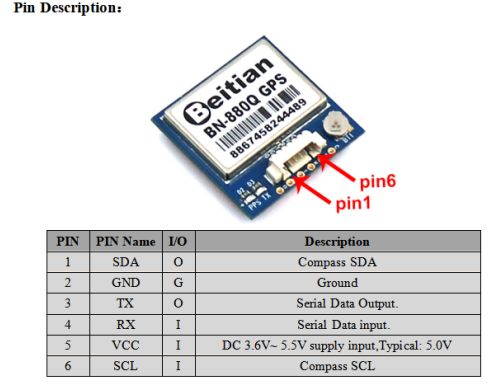 Pin Description：
Beitian
BN-880Q GPS
8867458244489
PPS TX
pin6
pin1
PIN PIN Name I/O Description
1 SDA O Compass SDA
2 GND G Ground
3 TX O Serial Data Output.
4 RX I Serial Data input.
5 VCC I DC 3.6V~ 5.5V supply input,Typical: 5.0V
6 SCL I Compass SCL